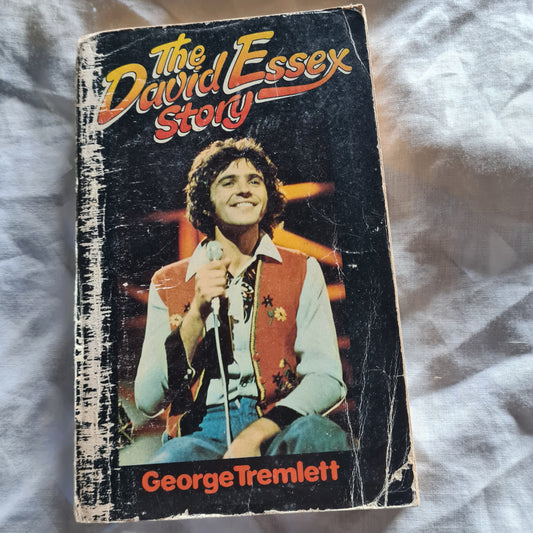 The
David Essex
Story
George Tremlett